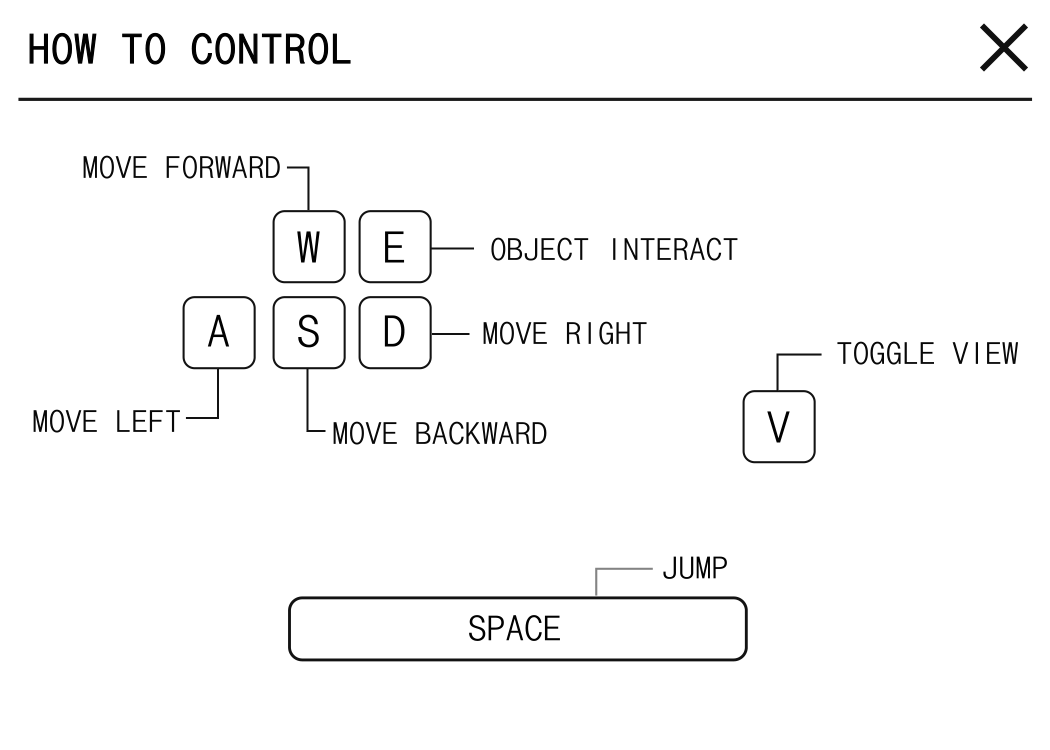 HOW TO CONTROL
MOVE FORWARD
W
E
OBJECT INTERACT
A
S
D
MOVE RIGHT
TOGGLE VIEW
MOVE LEFT
MOVE BACKWARD
V
JUMP
SPACE